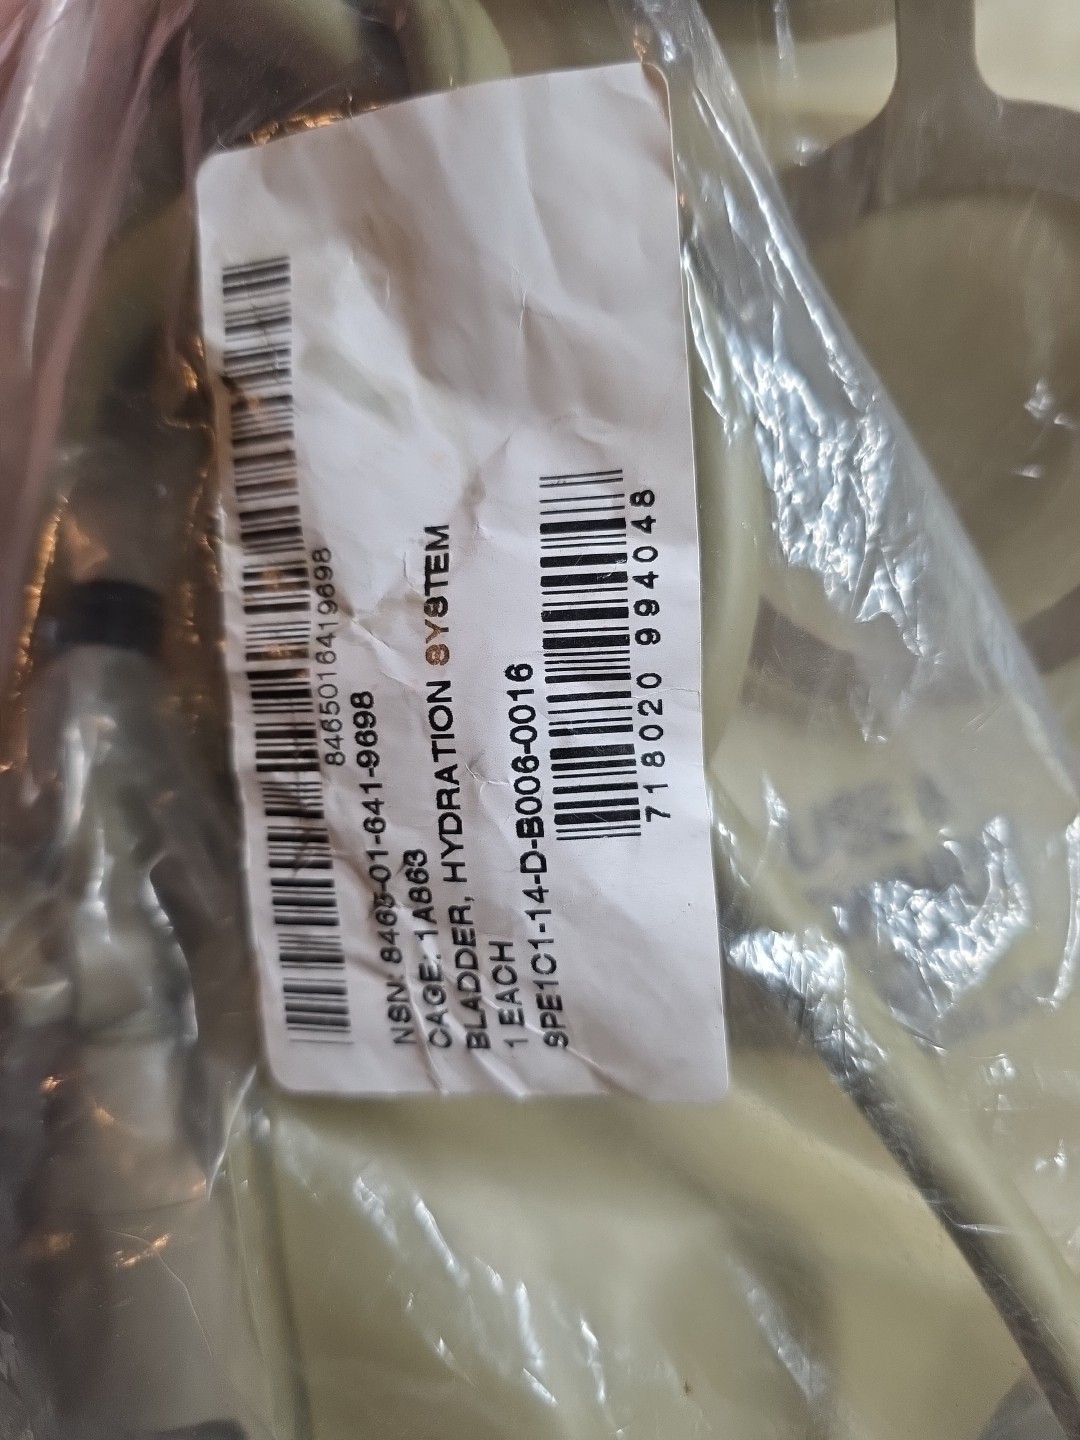 8465016419698
NSN: 8465-01-641-9698
CAGE: 1A863
BLADDER, HYDRATION SYSTEM
1 EACH
SPE1C1-14-D-B006-0016
7 18020 99404 8